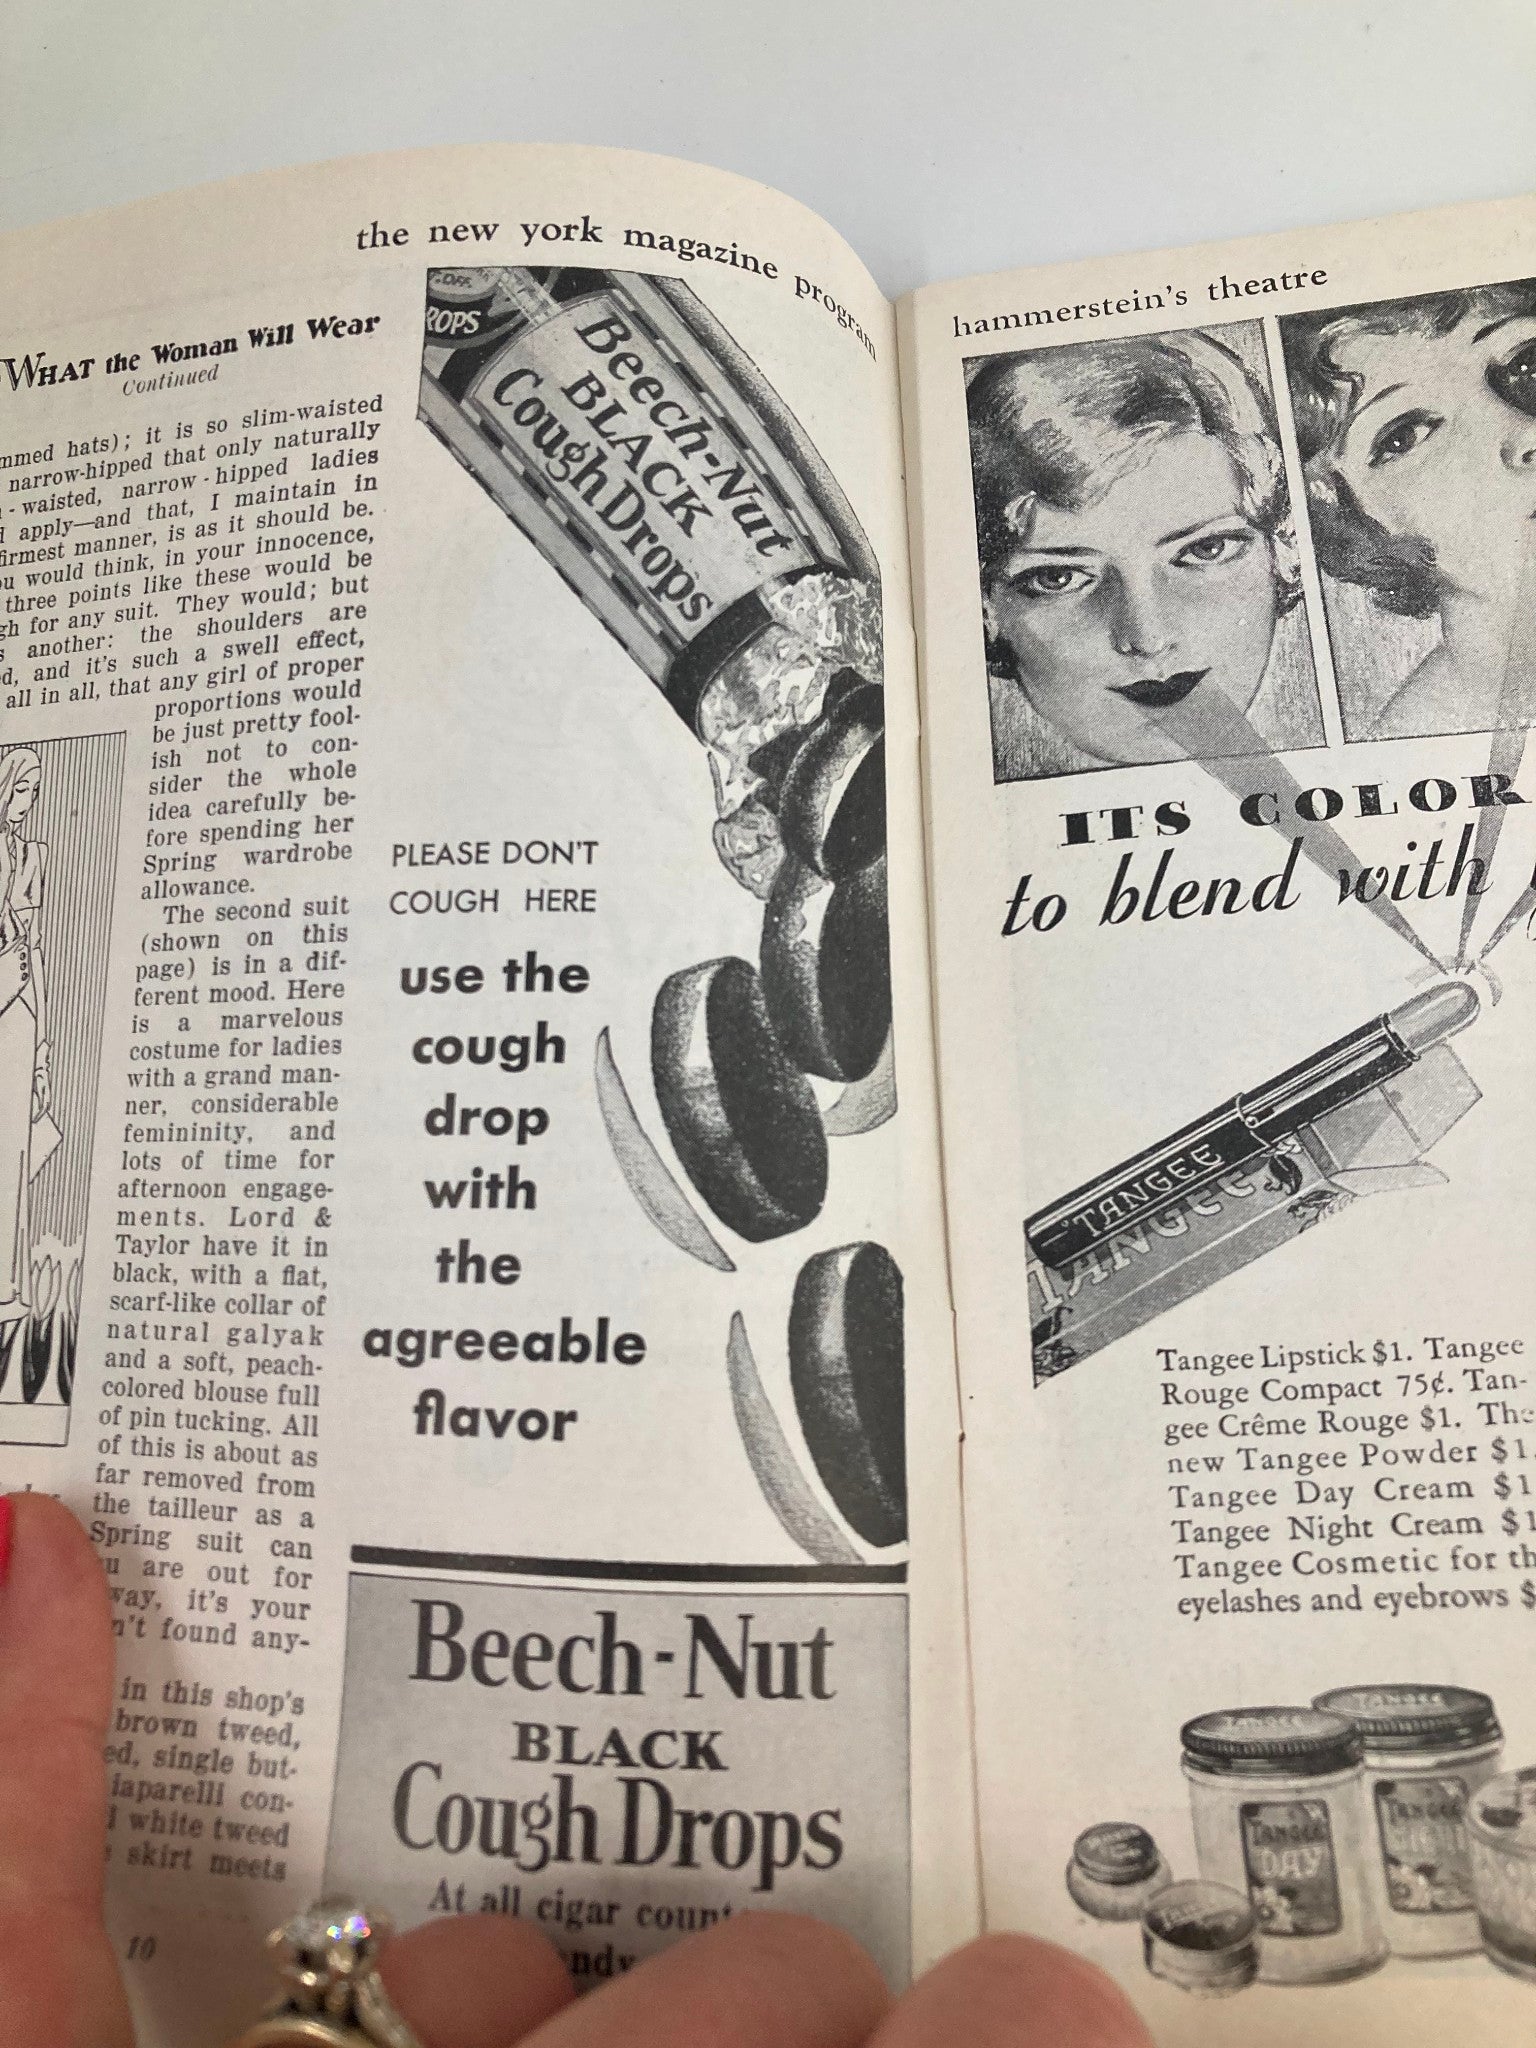 the new york magazine program
WHAT the Woman Will Wear
Continued
hats); it is so slim-waisted
narrow-hipped that only naturally
- waisted, narrow - hipped ladies
apply—and that, I maintain in
firmest manner, is as it should be.
would think, in your innocence,
three points like these would be
for any suit. They would; but
another: the shoulders are
and it's such a swell effect,
all in all, that any girl of proper
proportions would
be just pretty fool-
ish not to con-
sider the whole
idea carefully be-
fore spending her
Spring wardrobe
allowance.
The second suit
(shown on this
page) is in a dif-
ferent mood. Here
is a marvelous
costume for ladies
with a grand man-
ner, considerable
femininity, and
lots of time for
afternoon engage-
ments. Lord &
Taylor have it in
black, with a flat,
scarf-like collar of
natural galyak
and a soft, peach-
colored blouse full
of pin tucking. All
of this is about as
far removed from
the tailleur as a
Spring suit can
are out for
way, it's your
found any-
in this shop's
brown tweed,
single but-
con-
white tweed
skirt meets
10
OFF.
ROPS
Beech-Nut
BLACK
Cough Drops
PLEASE DON'T
COUGH HERE
use the
cough
drop
with
the
agreeable
flavor
Beech-Nut
BLACK
Cough Drops
At all cigar
hammerstein's theatre
ITS COLOR
to blend with
TANGEE
TANGEE
Tangee Lipstick $1. Tangee
Rouge Compact 75¢. Tan-
gee Crême Rouge $1. The
new Tangee Powder $1.
Tangee Day Cream $1
Tangee Night Cream $1
Tangee Cosmetic for
eyelashes and eyebrows $
TANGEE
TANGEE
TANGEE
DAY
TANGEE
NIGHT